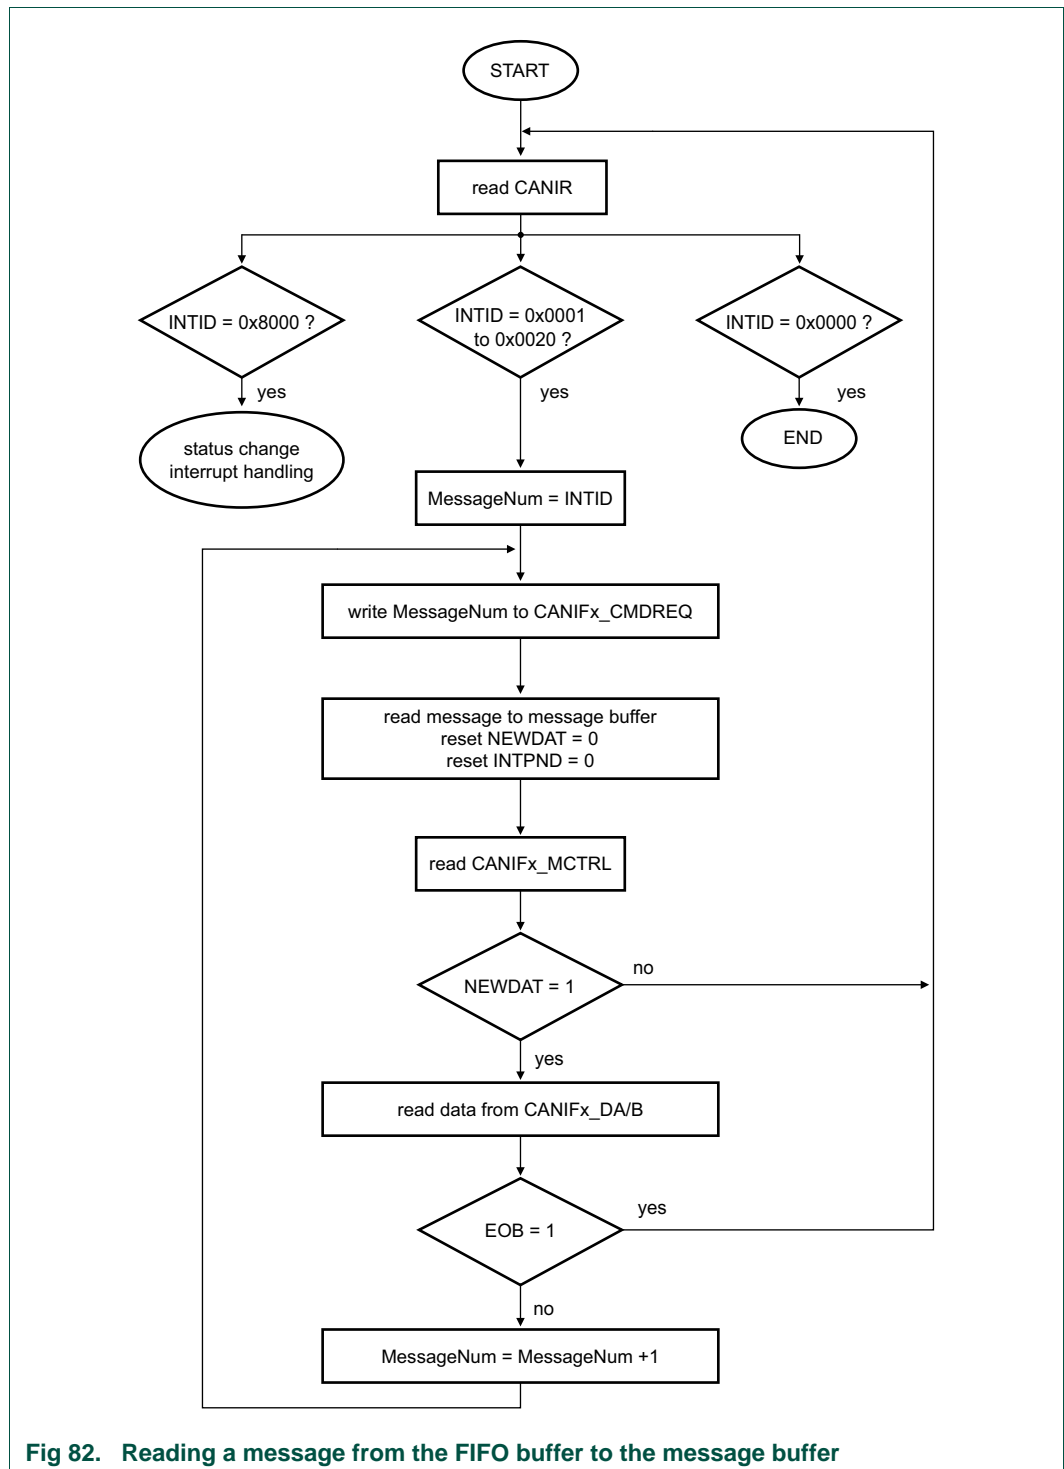 START
read CANIR
INTID = 0x8000 ?
INTID = 0x0001
to 0x0020 ?
INTID = 0x0000 ?
yes
yes
yes
status change
interrupt handling
END
MessageNum = INTID
write MessageNum to CANIFx_CMDREQ
read message to message buffer
reset NEWDAT = 0
reset INTPND = 0
read CANIFx_MCTRL
NEWDAT = 1
no
yes
read data from CANIFx_DA/B
EOB = 1
yes
no
MessageNum = MessageNum +1
Fig 82. Reading a message from the FIFO buffer to the message buffer